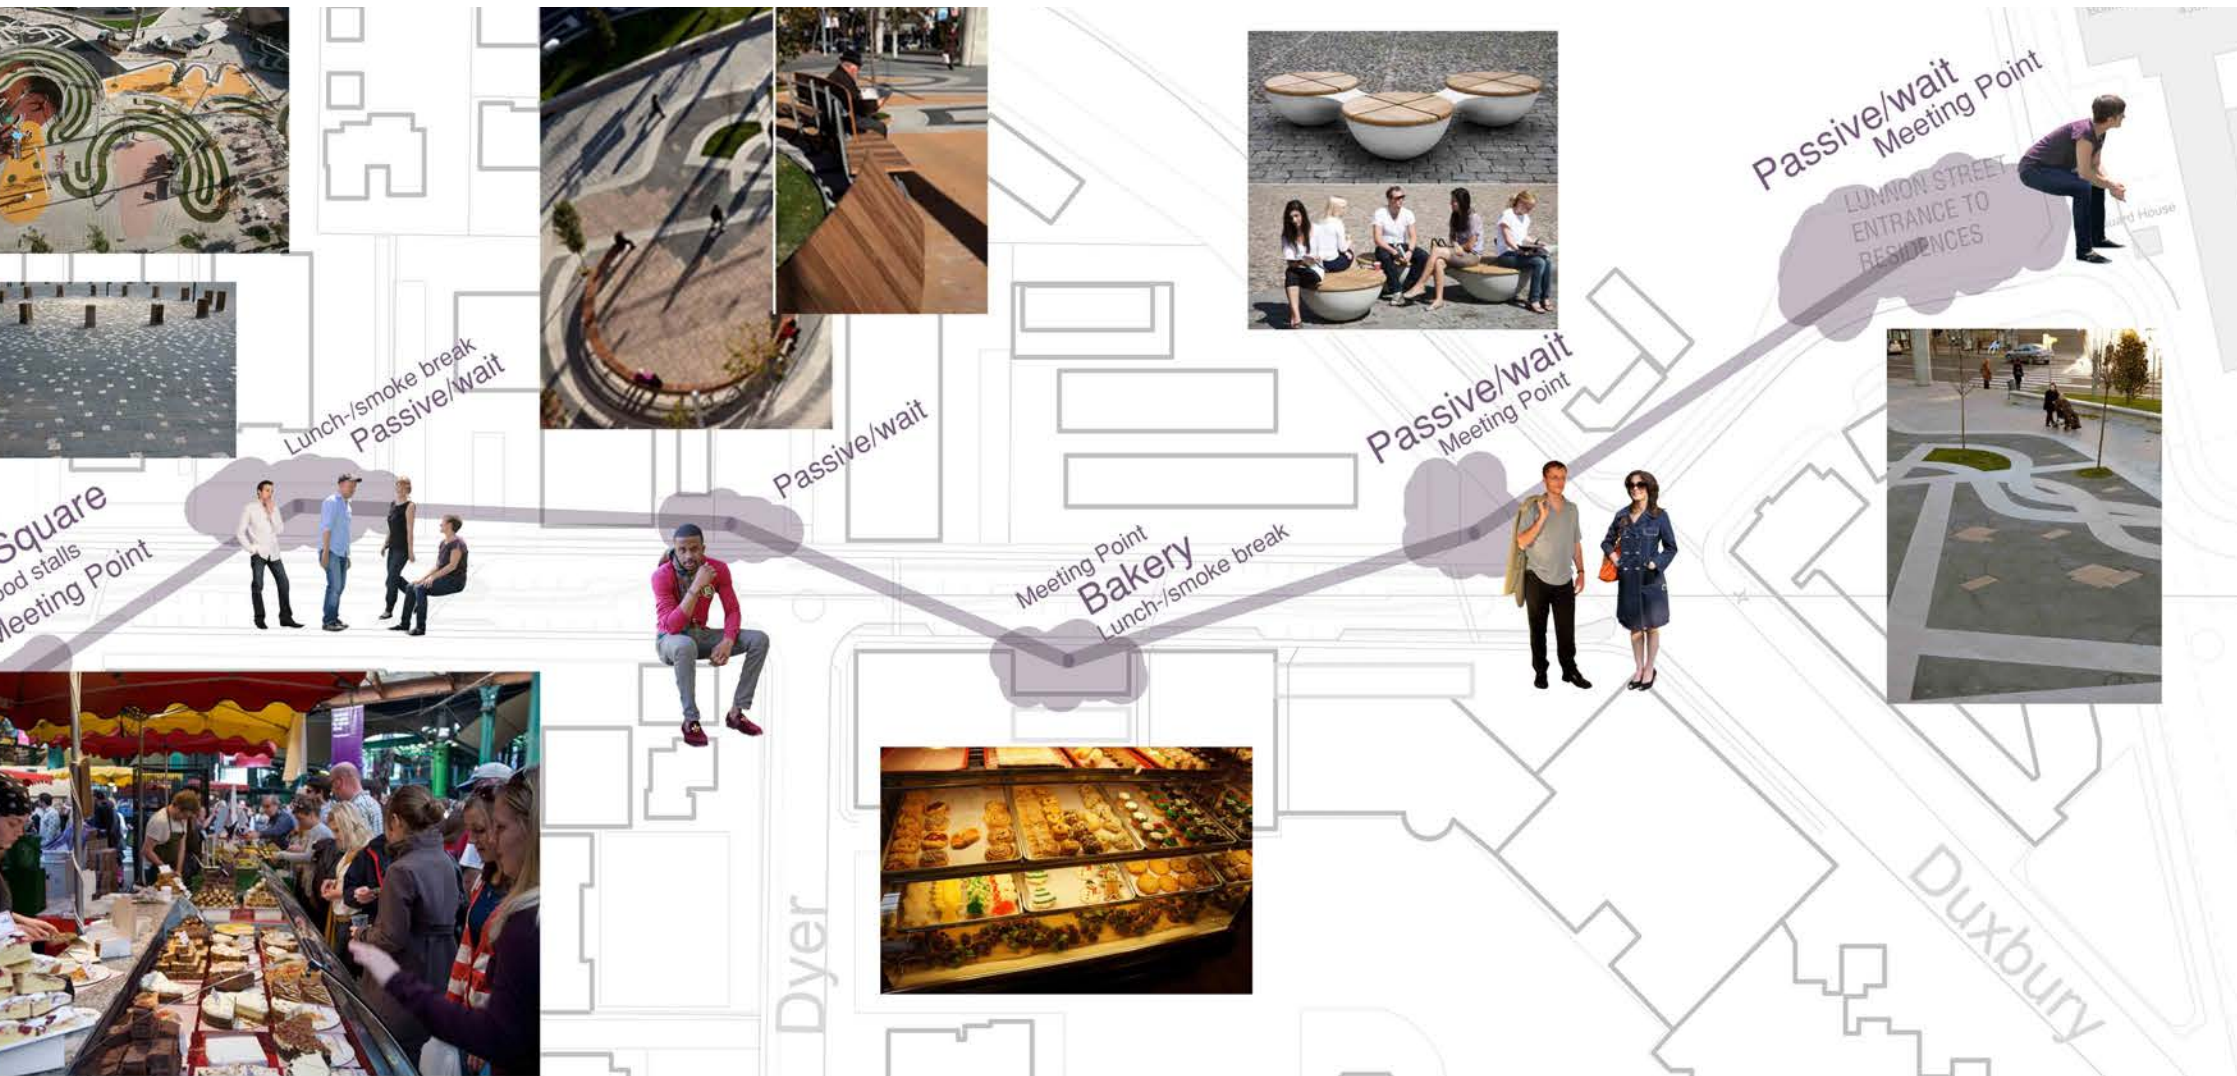 Square
Meeting Point
Lunch-/smoke break
Passive/wait
Passive/wait
Meeting Point
Bakery
Lunch-/smoke break
Passive/wait
Meeting Point
Passive/wait
Meeting Point
LUNNON STREET
ENTRANCE TO
RESIDENCES
House
Dyer
Duxbury
stalls